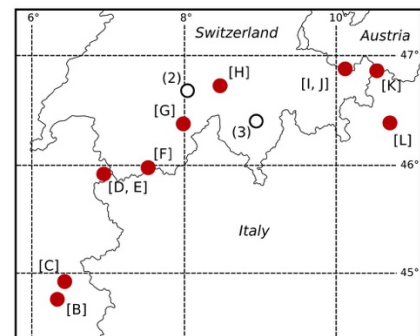 6° 8° 10°
Switzerland Austria
47°
(2) [H] [I, J] [K]
[G] (3) [L]
[F] 46°
[D, E]
Italy
[C] 45°
[B]